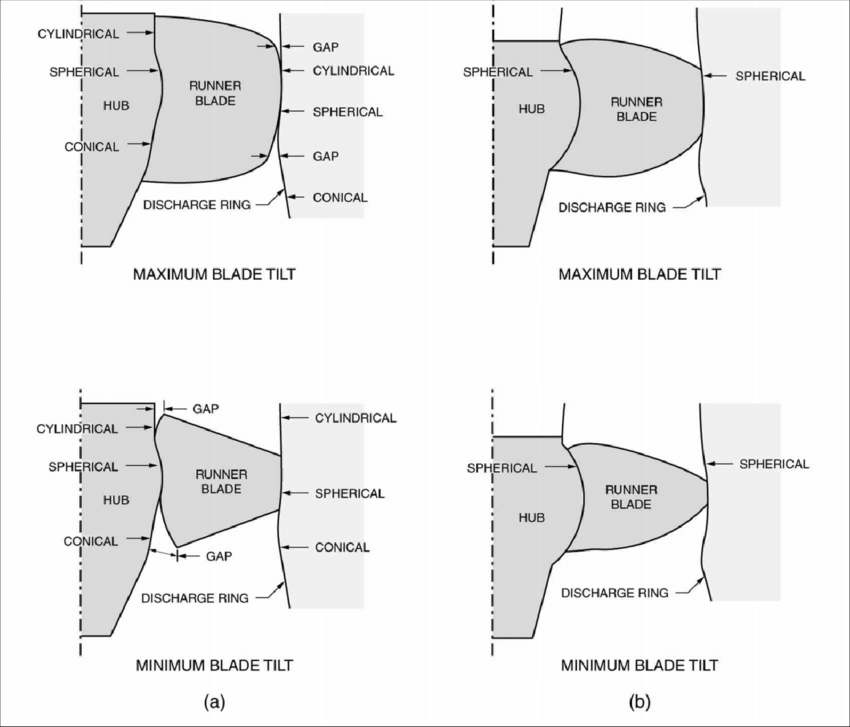 CYLINDRICAL
GAP
SPHERICAL
CYLINDRICAL
RUNNER
BLADE
HUB
SPHERICAL
CONICAL
GAP
CONICAL
DISCHARGE RING
MAXIMUM BLADE TILT
SPHERICAL
SPHERICAL
HUB
RUNNER
BLADE
DISCHARGE RING
MAXIMUM BLADE TILT
GAP
CYLINDRICAL
CYLINDRICAL
SPHERICAL
RUNNER
BLADE
SPHERICAL
HUB
CONICAL
CONICAL
GAP
DISCHARGE RING
MINIMUM BLADE TILT
(a)
SPHERICAL
SPHERICAL
RUNNER
BLADE
HUB
DISCHARGE RING
MINIMUM BLADE TILT
(b)